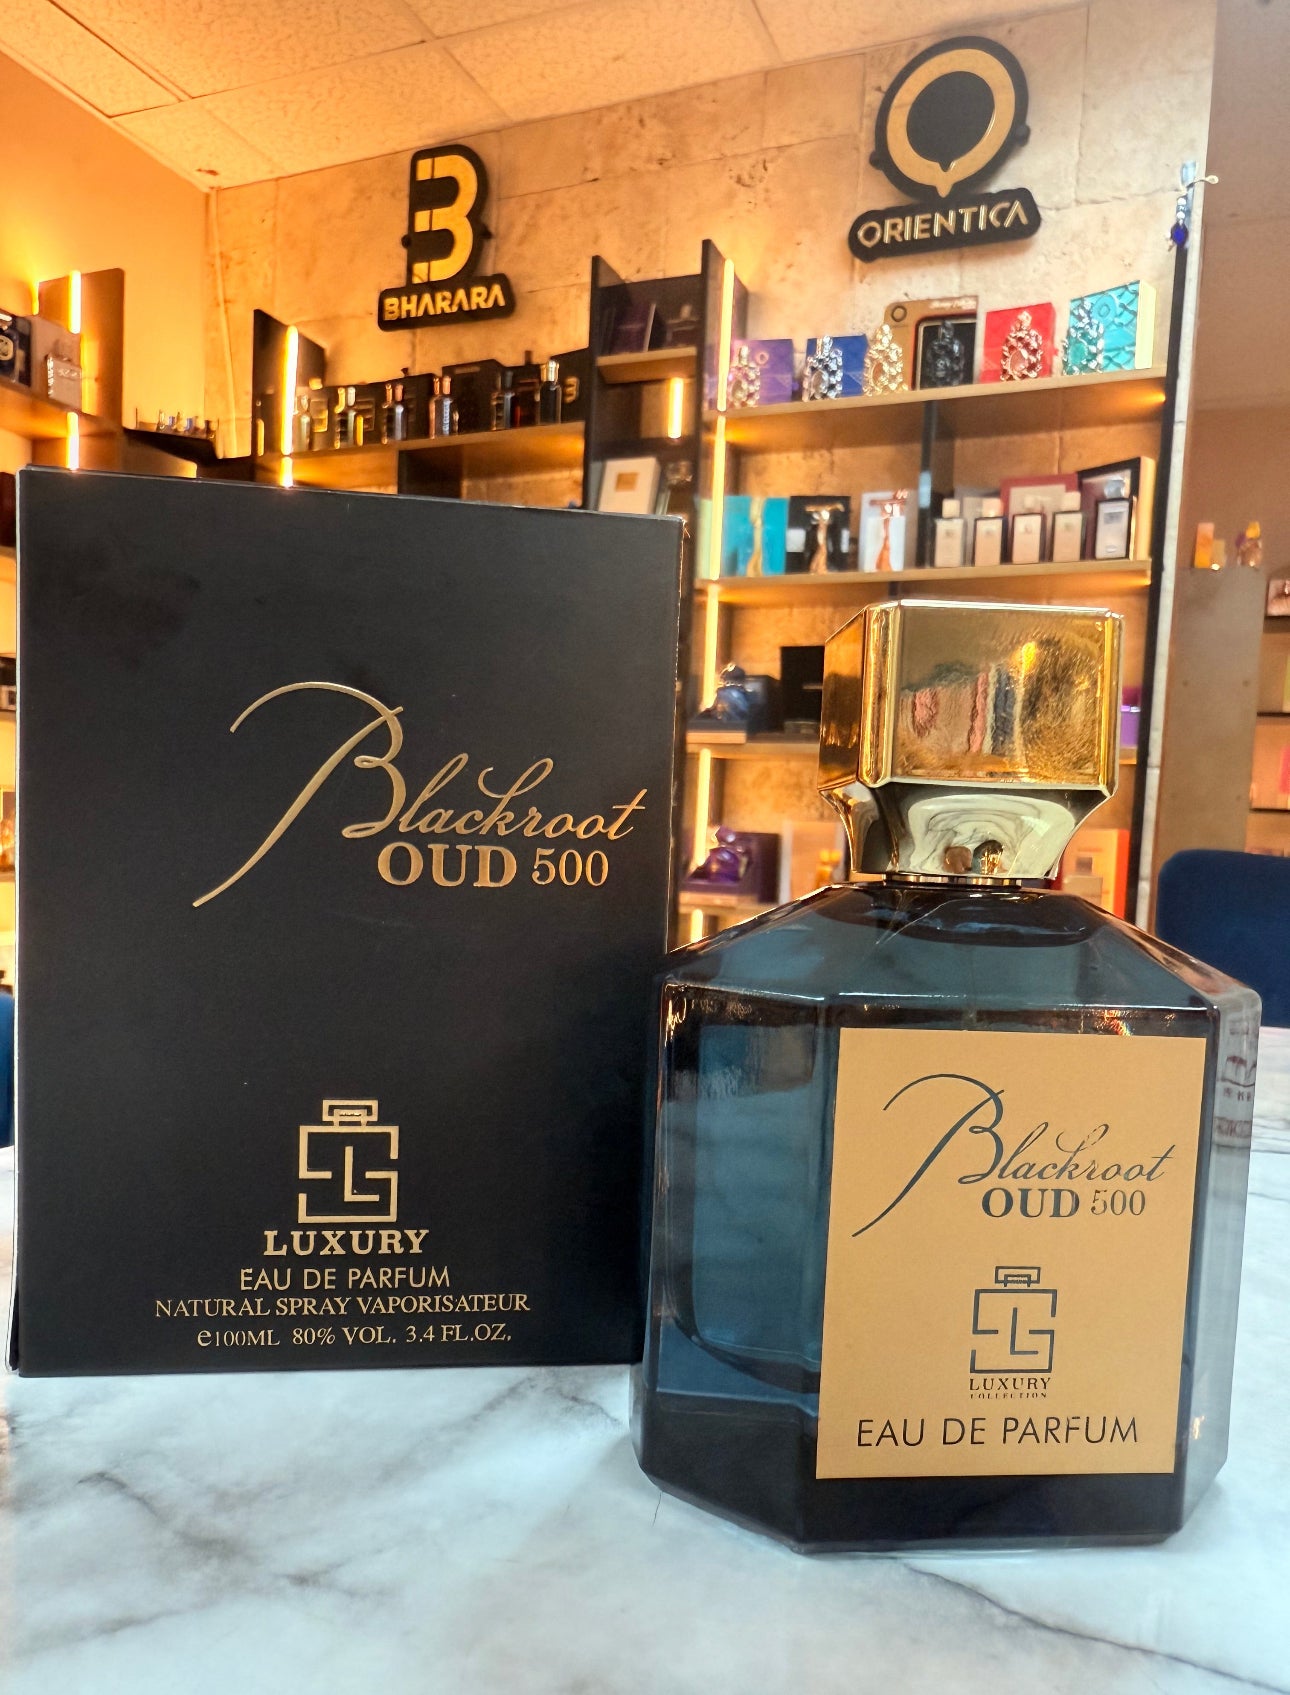 BHARARA
ORIENTICA
Blackroot
OUD 500
LUXURY
EAU DE PARFUM
NATURAL SPRAY VAPORISATEUR
e100ML 80% VOL. 3.4 FL.OZ.
Blackroot
OUD 500
LUXURY
COLLECTION
EAU DE PARFUM